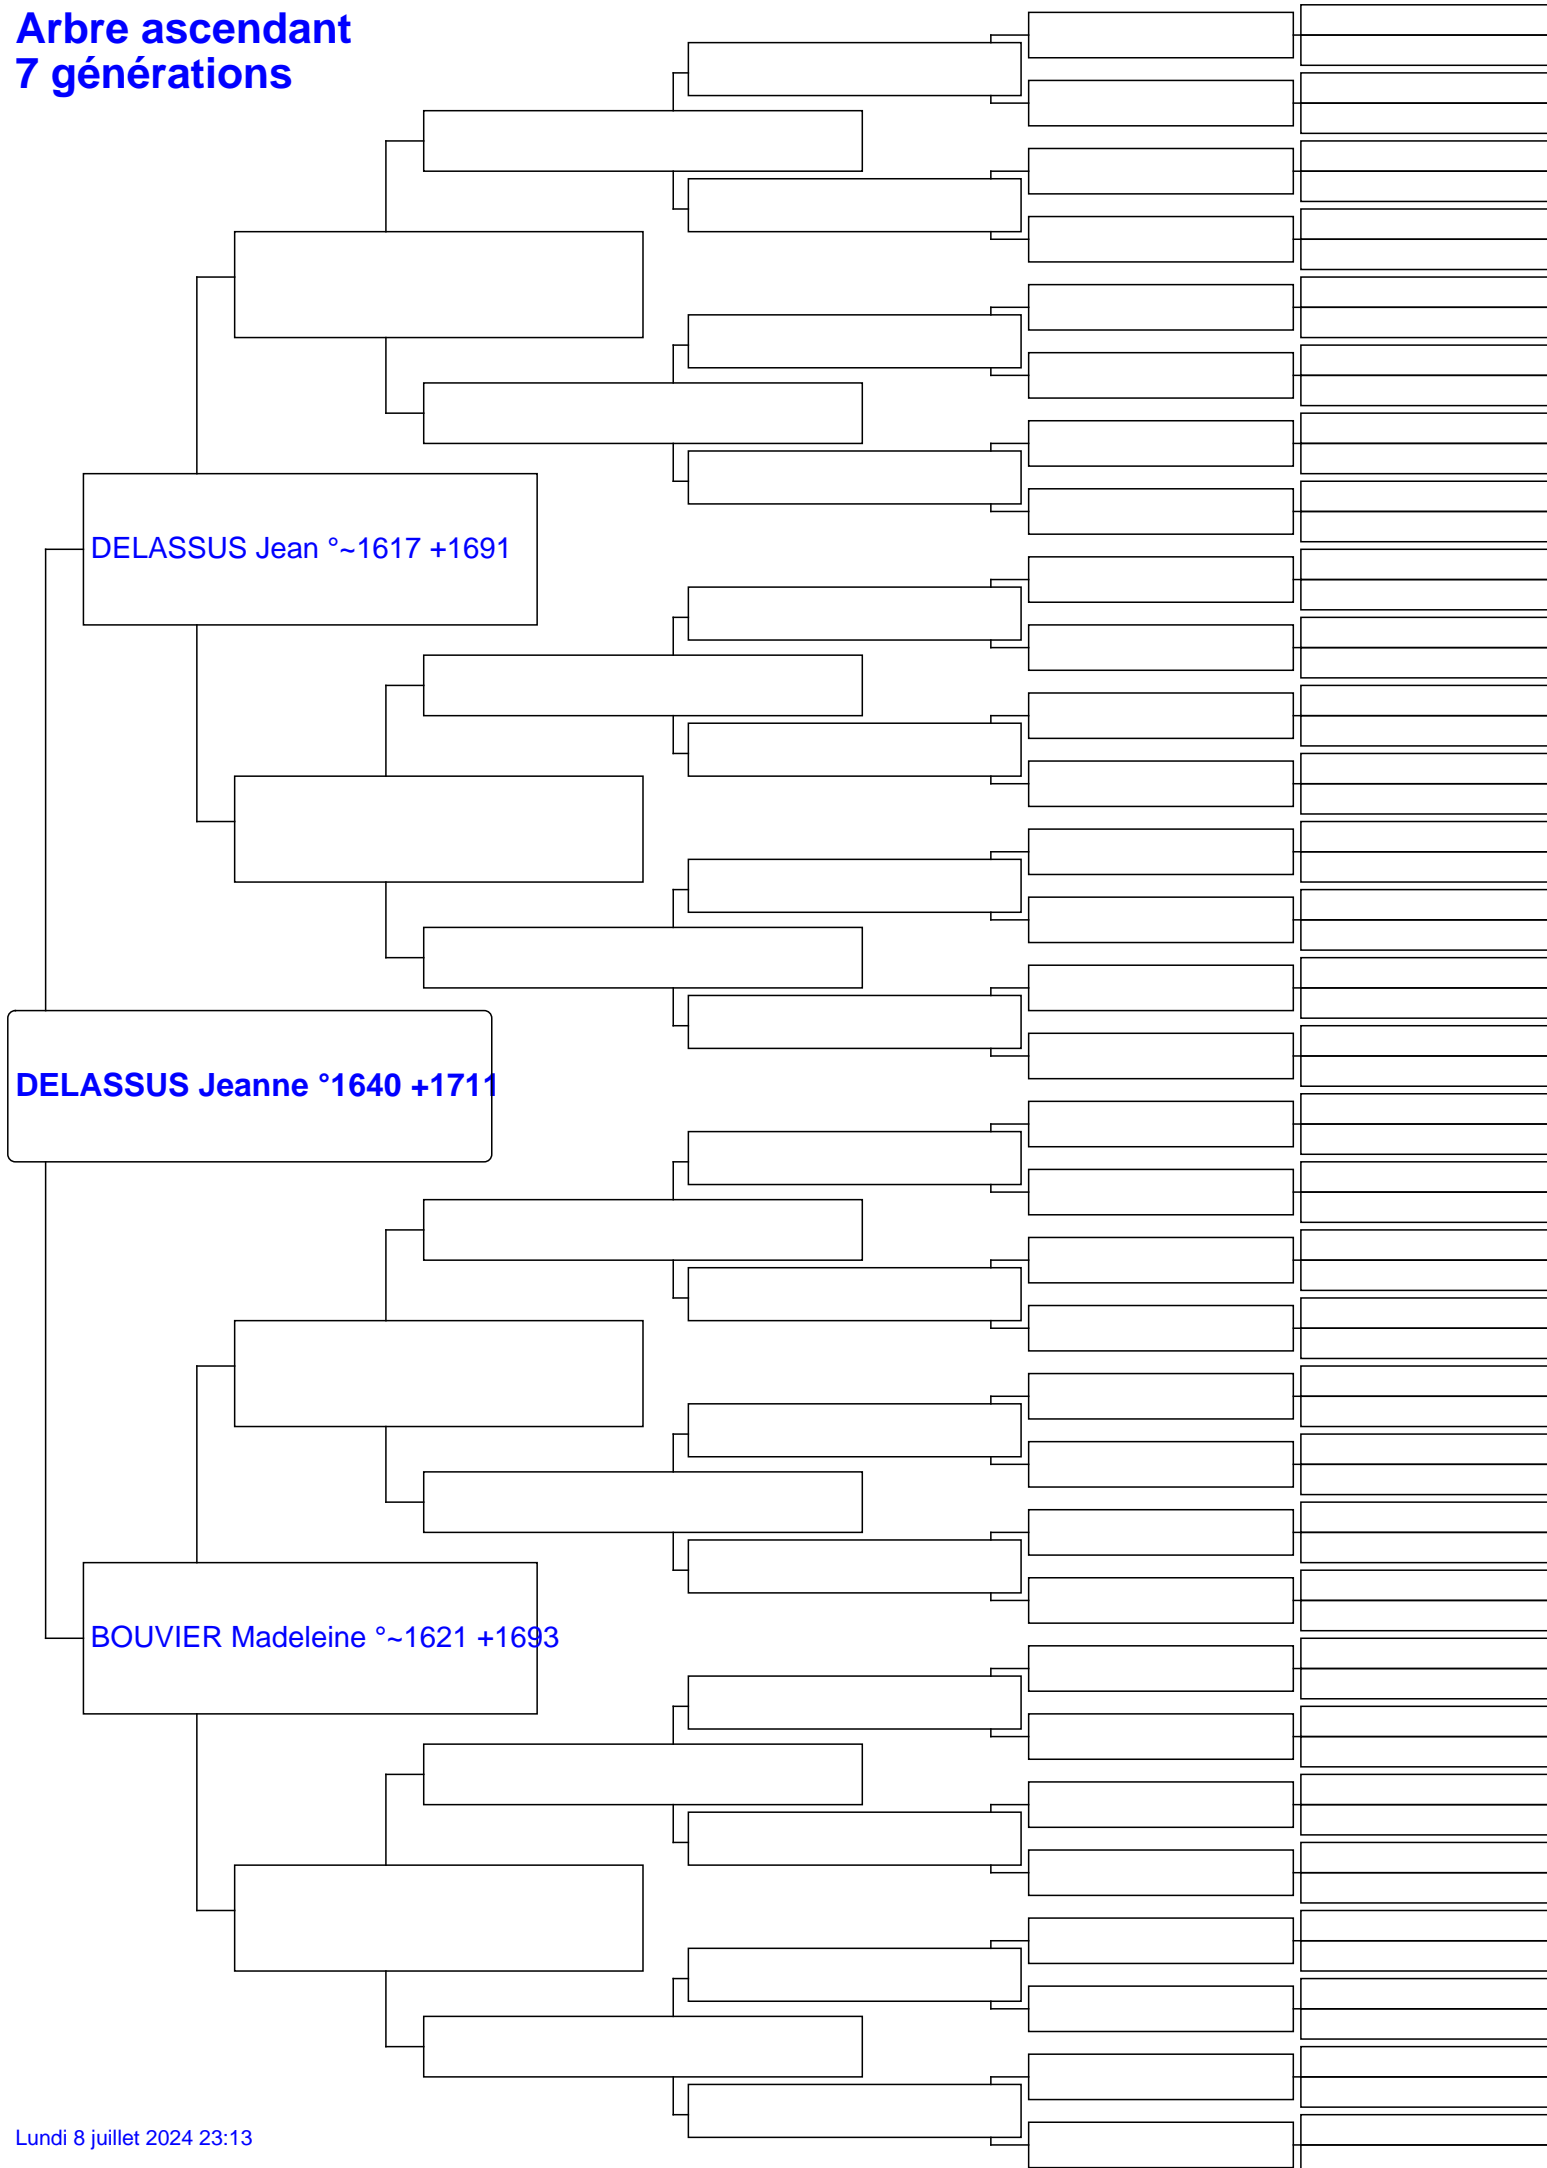 Arbre ascendant
7 générations
DELASSUS Jean °~1617 +1691
DELASSUS Jeanne °1640 +1711
BOUVIER Madeleine °~1621 +1693
Lundi 8 juillet 2024 23:13